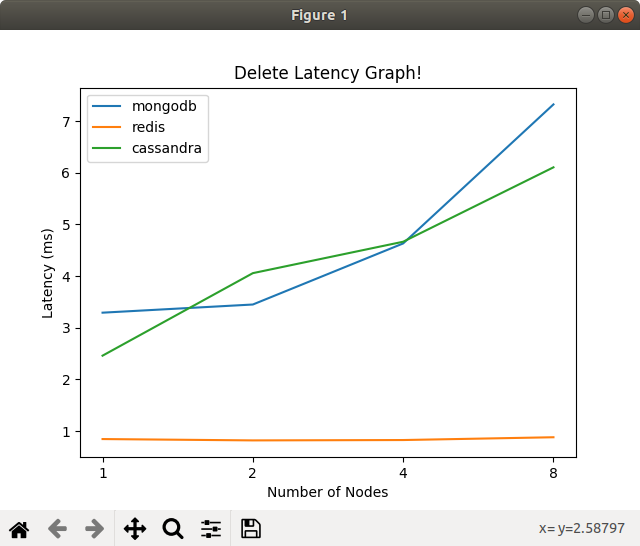 Figure 1
Delete Latency Graph!
mongodb
redis
cassandra
7
6
5
4
3
2
1
Latency (ms)
1 2 4 8
Number of Nodes
x= y=2.58797